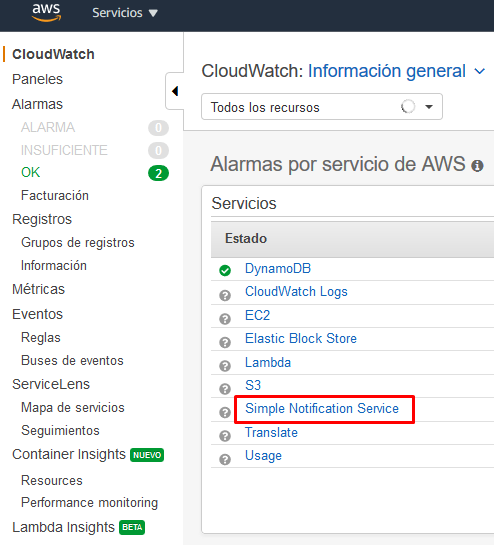 aws
Servicios
CloudWatch
Paneles
Alarmas
ALARMA 0
INSUFICIENTE 0
OK 2
Facturación
Registros
Grupos de registros
Información
Métricas
Eventos
Reglas
Buses de eventos
ServiceLens
Mapa de servicios
Seguimientos
Container Insights NUEVO
Resources
Performance monitoring
Lambda Insights BETA
CloudWatch: Información general
Todos los recursos
Alarmas por servicio de AWS
Servicios
Estado
DynamoDB
CloudWatch Logs
EC2
Elastic Block Store
Lambda
S3
Simple Notification Service
Translate
Usage